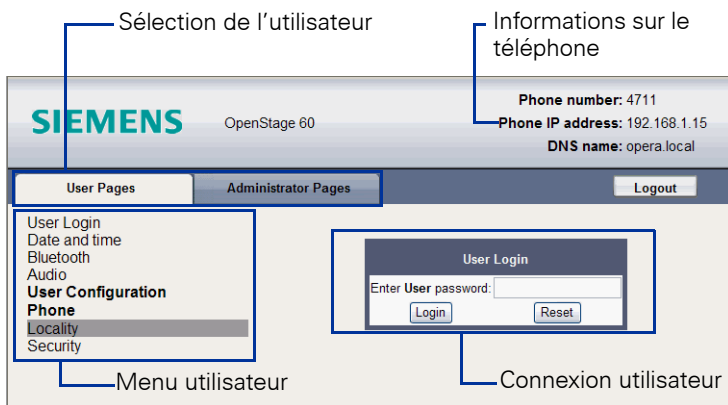 Sélection de l'utilisateur
Informations sur le
téléphone
SIEMENS
OpenStage 60
Phone number: 4711
Phone IP address: 192.168.1.15
DNS name: opera.local
User Pages
Administrator Pages
Logout
User Login
Date and time
Bluetooth
Audio
User Configuration
Phone
Locality
Security
User Login
Enter User password:
Login
Reset
Menu utilisateur
Connexion utilisateur